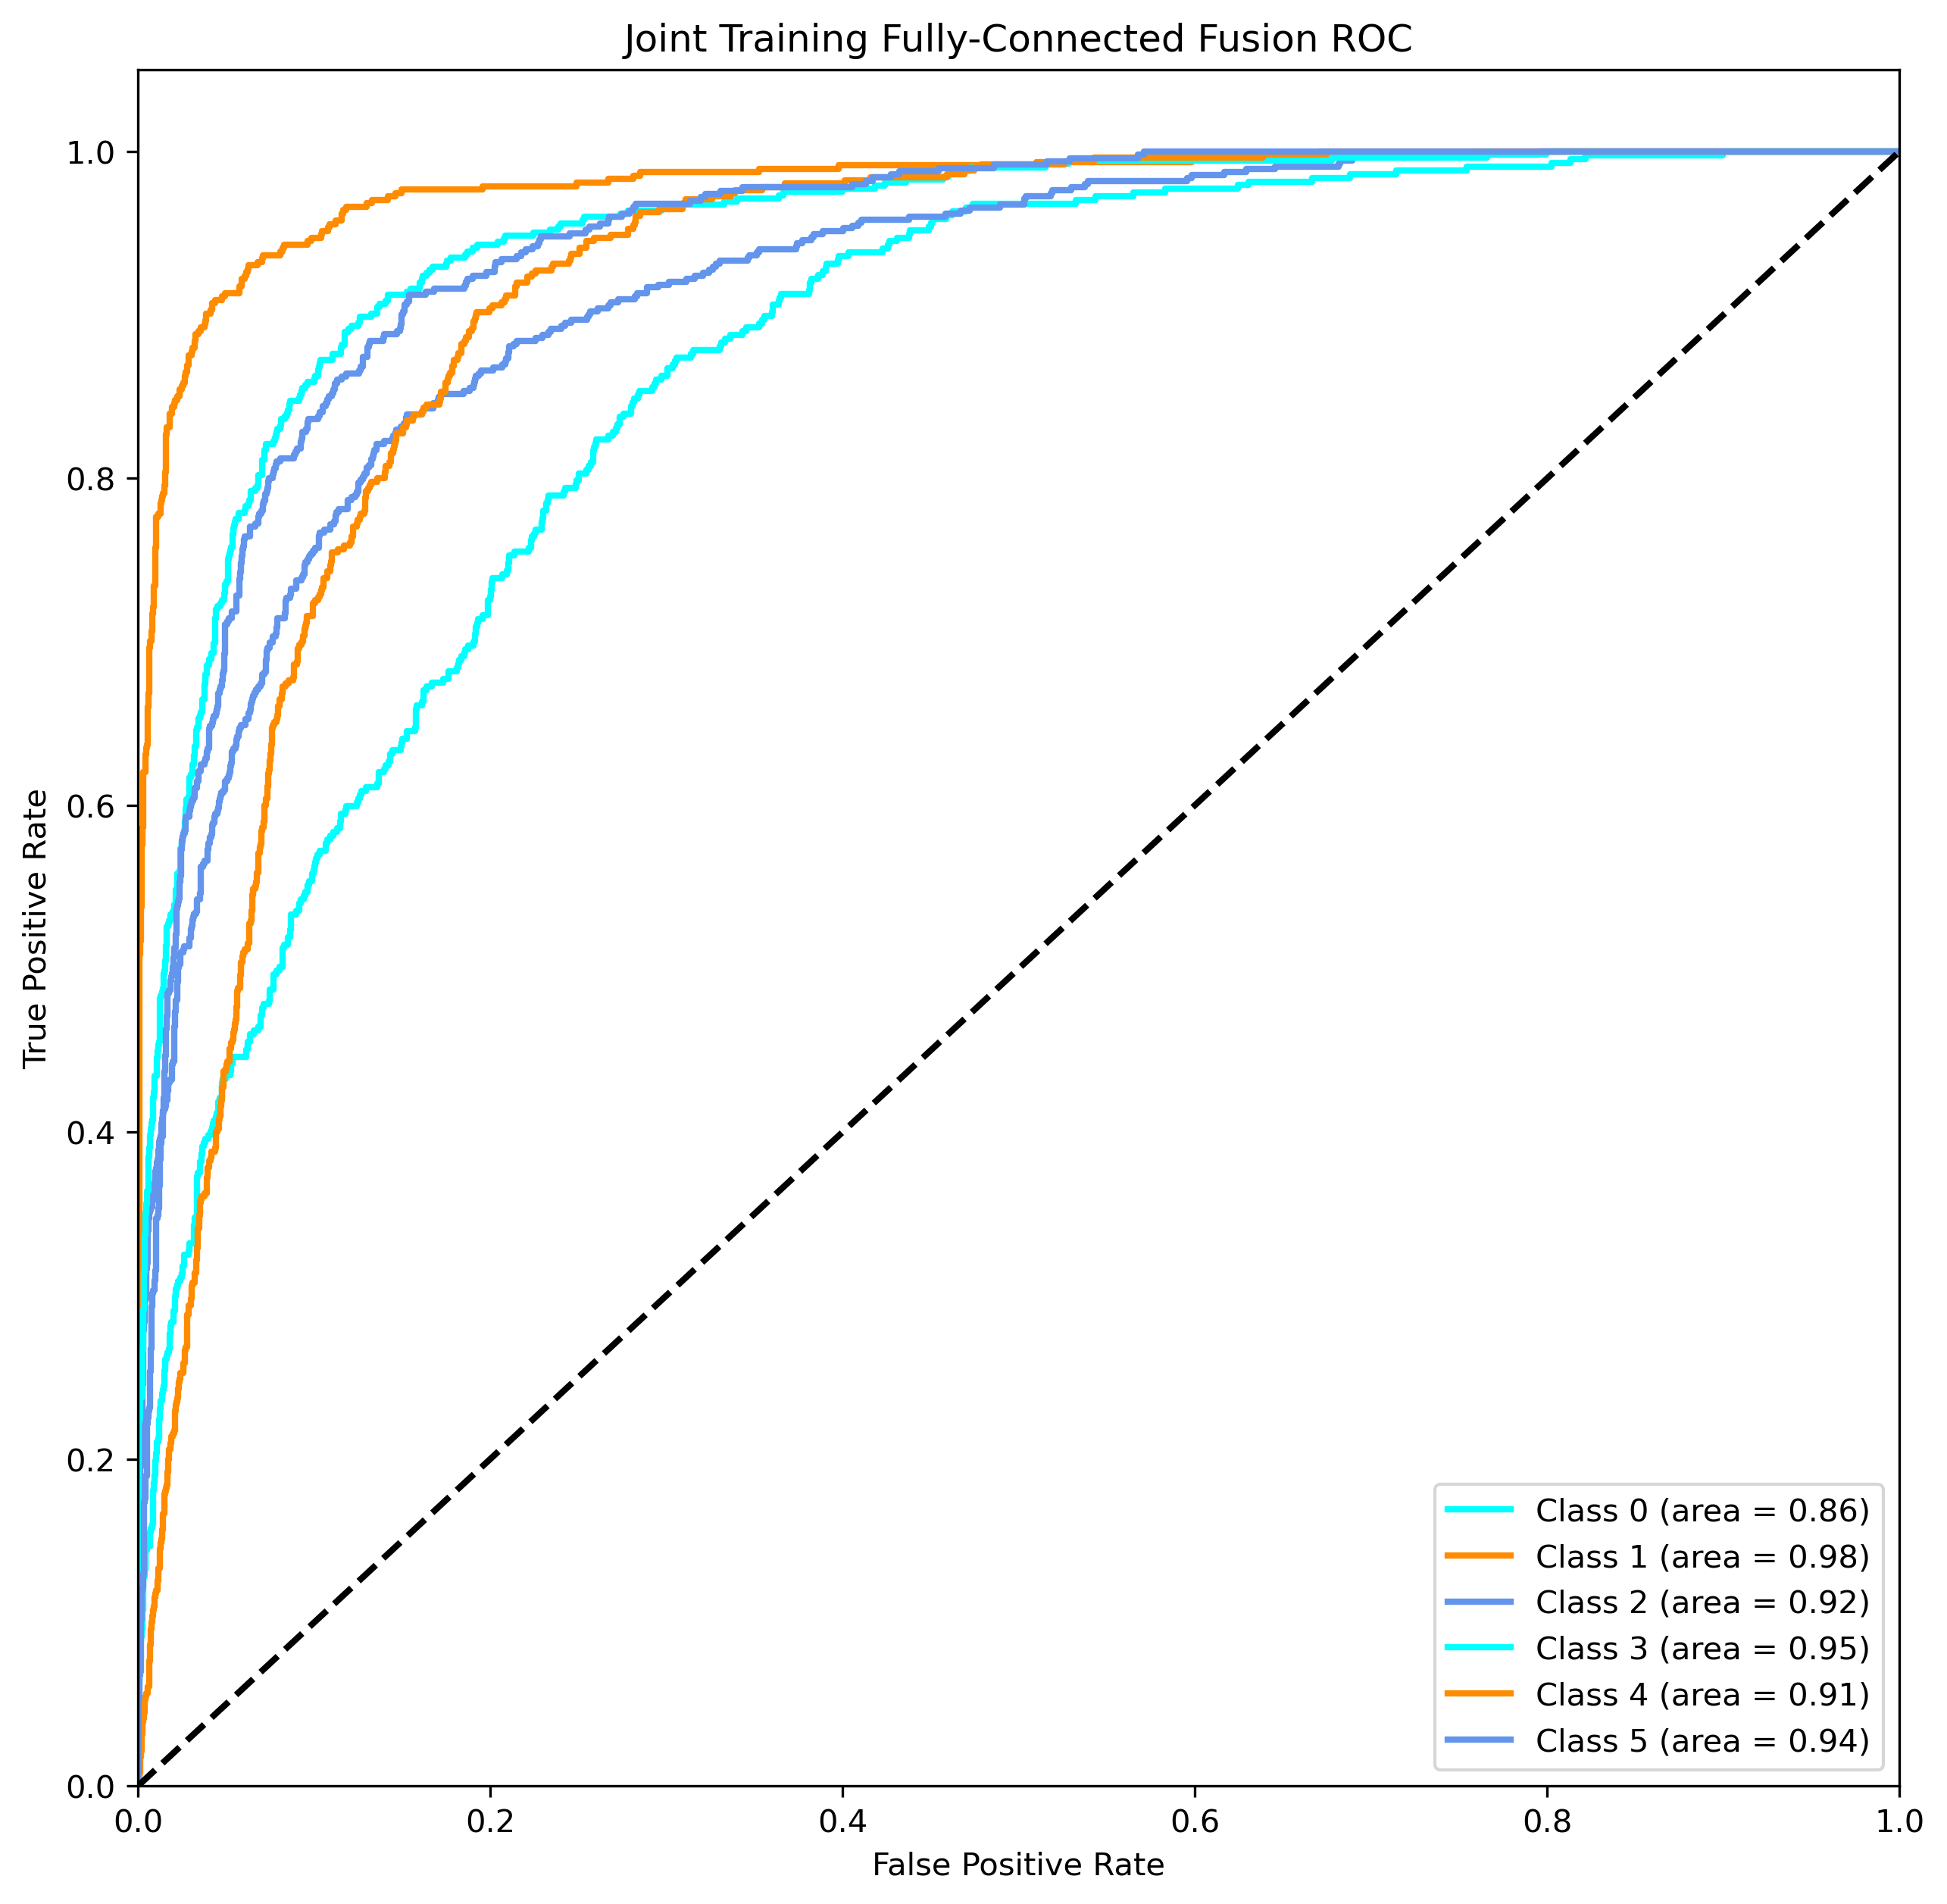 Joint Training Fully-Connected Fusion ROC
1.0
0.8
0.6
0.4
0.2
0.0
True Positive Rate
Class 0 (area = 0.86)
Class 1 (area = 0.98)
Class 2 (area = 0.92)
Class 3 (area = 0.95)
Class 4 (area = 0.91)
Class 5 (area = 0.94)
0.0 0.2 0.4 0.6 0.8 1.0
False Positive Rate